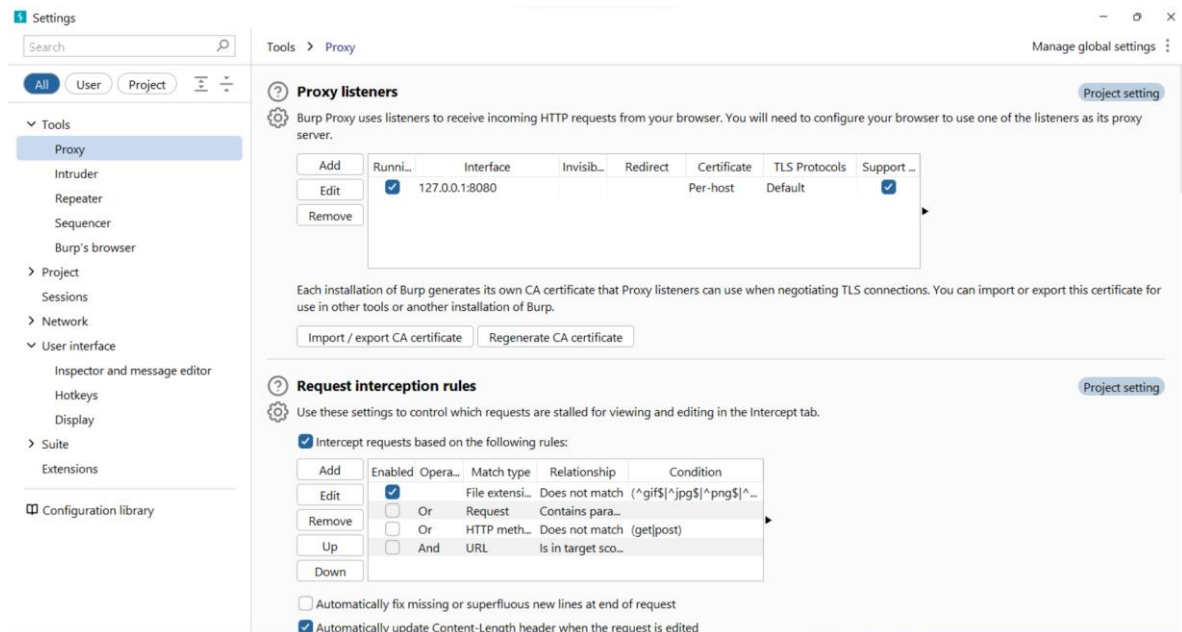 Settings
Search
Tools > Proxy
Manage global settings
All
User
Project
Tools
Proxy
Intruder
Repeater
Sequencer
Burp's browser
Project
Sessions
Network
User interface
Inspector and message editor
Hotkeys
Display
Suite
Extensions
Configuration library
Proxy listeners
Project setting
Burp Proxy uses listeners to receive incoming HTTP requests from your browser. You will need to configure your browser to use one of the listeners as its proxy
server.
Add
Edit
Remove
Runni... Interface Invisib... Redirect Certificate TLS Protocols Support ...
127.0.0.1:8080 Per-host Default
Each installation of Burp generates its own CA certificate that Proxy listeners can use when negotiating TLS connections. You can import or export this certificate for
use in other tools or another installation of Burp.
Import / export CA certificate
Regenerate CA certificate
Request interception rules
Project setting
Use these settings to control which requests are stalled for viewing and editing in the Intercept tab.
Intercept requests based on the following rules:
Add
Edit
Remove
Up
Down
Enabled Opera... Match type Relationship Condition
File extensi... Does not match (^gif$|^jpg$|^png$|^...
Or Request Contains para...
Or HTTP meth... Does not match (get|post)
And URL Is in target sco...
Automatically fix missing or superfluous new lines at end of request
Automatically update Content-Length header when the request is edited